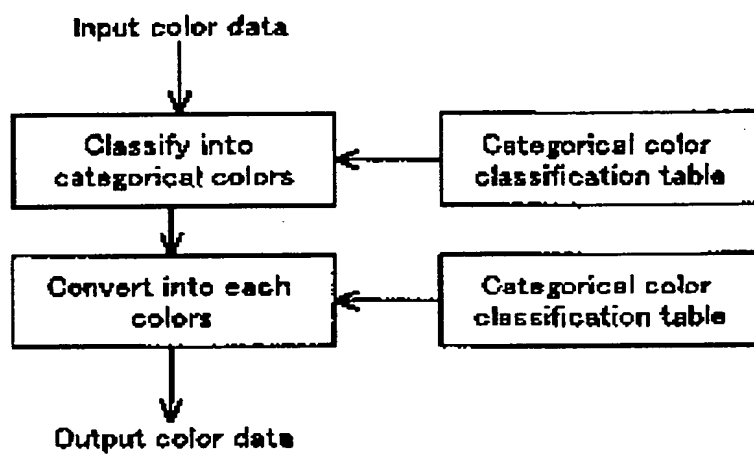 Input color data
Classify into
categorical colors
Categorical color
classification table
Convert into each
colors
Categorical color
classification table
Output color data